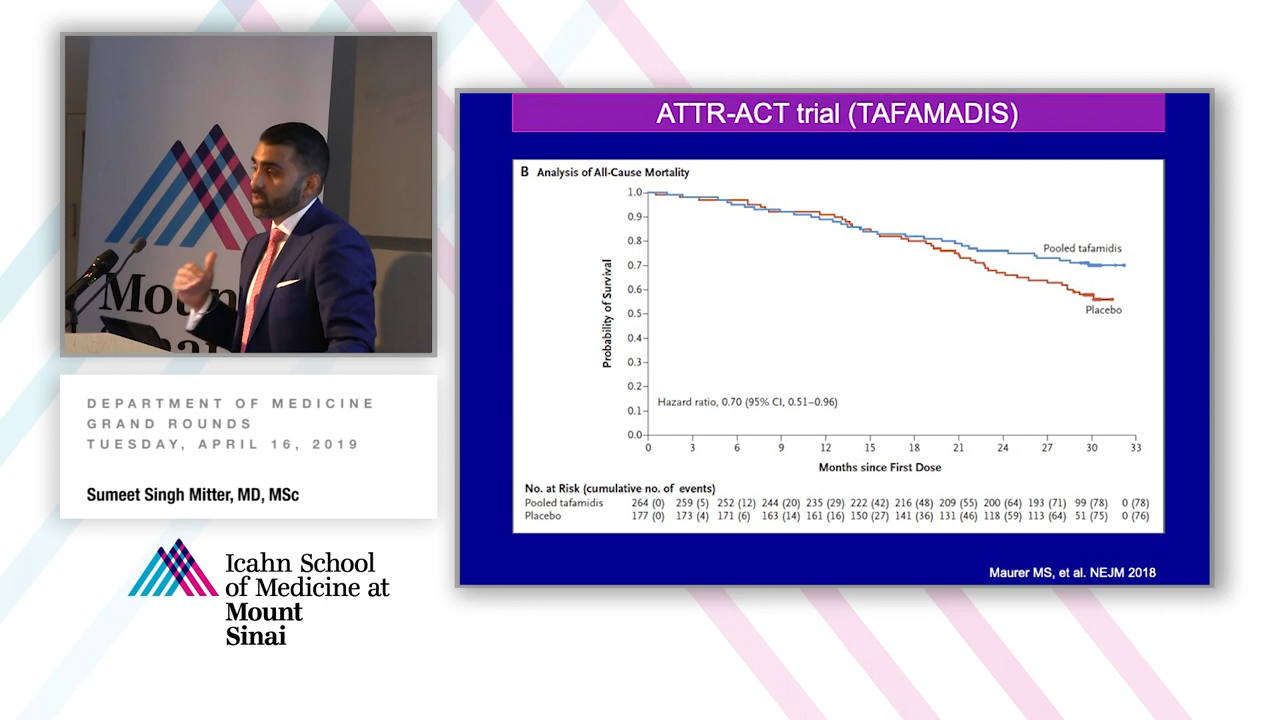 Mount
Sinai
DEPARTMENT OF MEDICINE
GRAND ROUNDS
TUESDAY, APRIL 16, 2019
Sumeet Singh Mitter, MD, MSc
Icahn School
of Medicine at
Mount
Sinai
ATTR-ACT trial (TAFAMADIS)
B Analysis of All-Cause Mortality
Probability of Survival
1.0
0.9
0.8
0.7
0.6
0.5
0.4
0.3
0.2
0.1
0.0
Pooled tafamidis
Placebo
Hazard ratio, 0.70 (95% CI, 0.51–0.96)
0 3 6 9 12 15 18 21 24 27 30 33
Months since First Dose
No. at Risk (cumulative no. of events)
Pooled tafamidis 264 (0) 259 (5) 252 (12) 244 (20) 235 (29) 222 (42) 216 (48) 209 (55) 200 (64) 193 (71) 99 (78) 0 (78)
Placebo 177 (0) 173 (4) 171 (6) 163 (14) 161 (16) 150 (27) 141 (36) 131 (46) 118 (59) 113 (64) 51 (75) 0 (76)
Maurer MS, et al. NEJM 2018